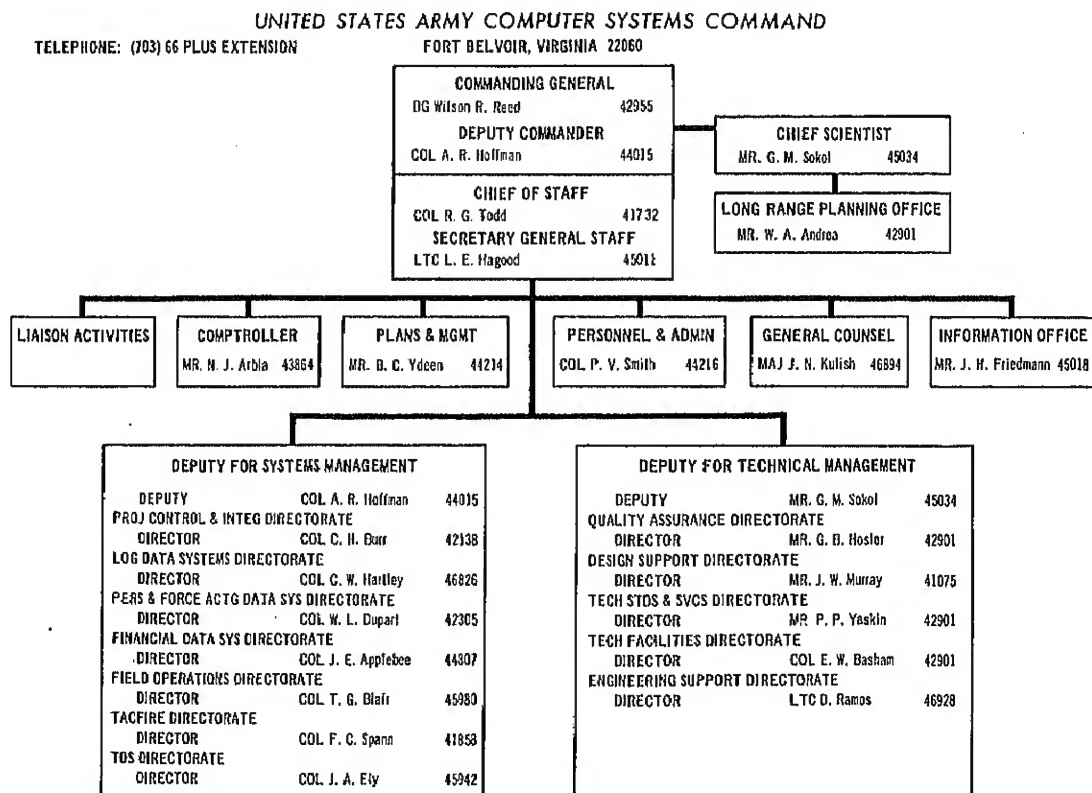 UNITED STATES ARMY COMPUTER SYSTEMS COMMAND
TELEPHONE: (703) 66 PLUS EXTENSION
FORT BELVOIR, VIRGINIA 22060
COMMANDING GENERAL
BG Wilson R. Reed 42955
DEPUTY COMMANDER
COL A. R. Hoffman 44015
CHIEF OF STAFF
COL R. G. Todd 41732
SECRETARY GENERAL STAFF
LTC L. E. Hagood 45011
CHIEF SCIENTIST
MR. G. M. Sokol 45034
LONG RANGE PLANNING OFFICE
MR. W. A. Andrea 42901
LIAISON ACTIVITIES
COMPTROLLER
MR. N. J. Arbia 43864
PLANS & MGMT
MR. B. C. Ydeen 44214
PERSONNEL & ADMIN
COL P. V. Smith 44216
GENERAL COUNSEL
MAJ F. N. Kulish 46894
INFORMATION OFFICE
MR. J. H. Friedmann 45018
DEPUTY FOR SYSTEMS MANAGEMENT
DEPUTY COL A. R. Hoffman 44015
PROJ CONTROL & INTEG DIRECTORATE
DIRECTOR COL C. H. Burr 42138
LOG DATA SYSTEMS DIRECTORATE
DIRECTOR COL C. W. Hartley 46826
PERS & FORCE ACTG DATA SYS DIRECTORATE
DIRECTOR COL W. L. Dupart 42305
FINANCIAL DATA SYS DIRECTORATE
DIRECTOR COL J. E. Applebee 44307
FIELD OPERATIONS DIRECTORATE
DIRECTOR COL T. G. Blair 45980
TACFIRE DIRECTORATE
DIRECTOR COL F. C. Spann 41858
TOS DIRECTORATE
DIRECTOR COL J. A. Ely 45942
DEPUTY FOR TECHNICAL MANAGEMENT
DEPUTY MR. G. M. Sokol 45034
QUALITY ASSURANCE DIRECTORATE
DIRECTOR MR. G. B. Hosler 42901
DESIGN SUPPORT DIRECTORATE
DIRECTOR MR. J. W. Murray 41075
TECH STDS & SVCS DIRECTORATE
DIRECTOR MR P. P. Yaskin 42901
TECH FACILITIES DIRECTORATE
DIRECTOR COL E. W. Basham 42901
ENGINEERING SUPPORT DIRECTORATE
DIRECTOR LTC D. Ramos 46928